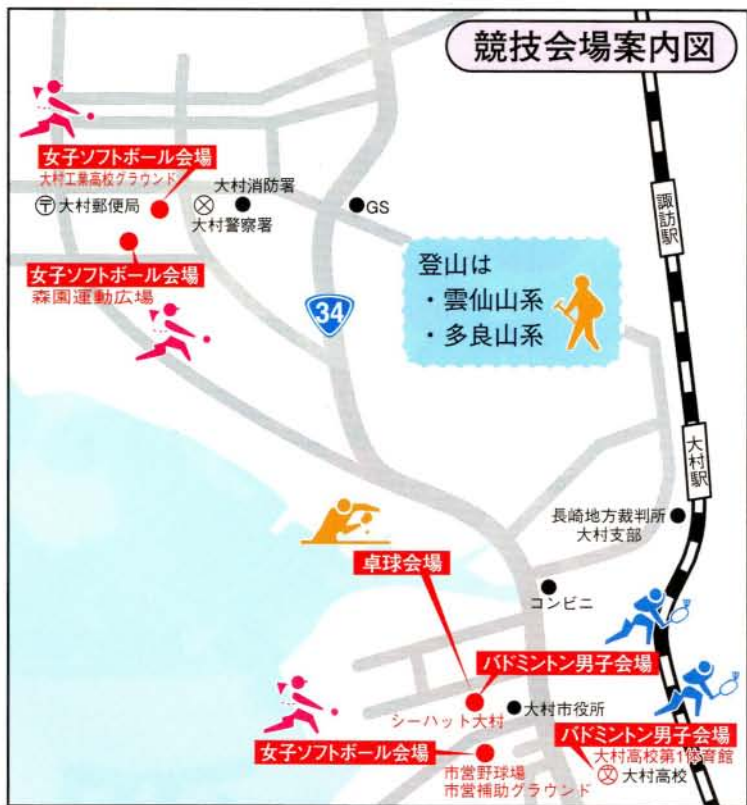 競技会場案内図
女子ソフトボール会場
大村工業高校グラウンド
〒大村郵便局
大村消防署
大村警察署
GS
諏訪駅
女子ソフトボール会場
森園運動広場
34
登山は
・雲仙山系
・多良山系
大村駅
長崎地方裁判所
大村支部
卓球会場
コンビニ
バドミントン男子会場
シーハット大村
大村市役所
女子ソフトボール会場
市営野球場
市営補助グラウンド
バドミントン男子会場
大村高校第1体育館
文 大村高校